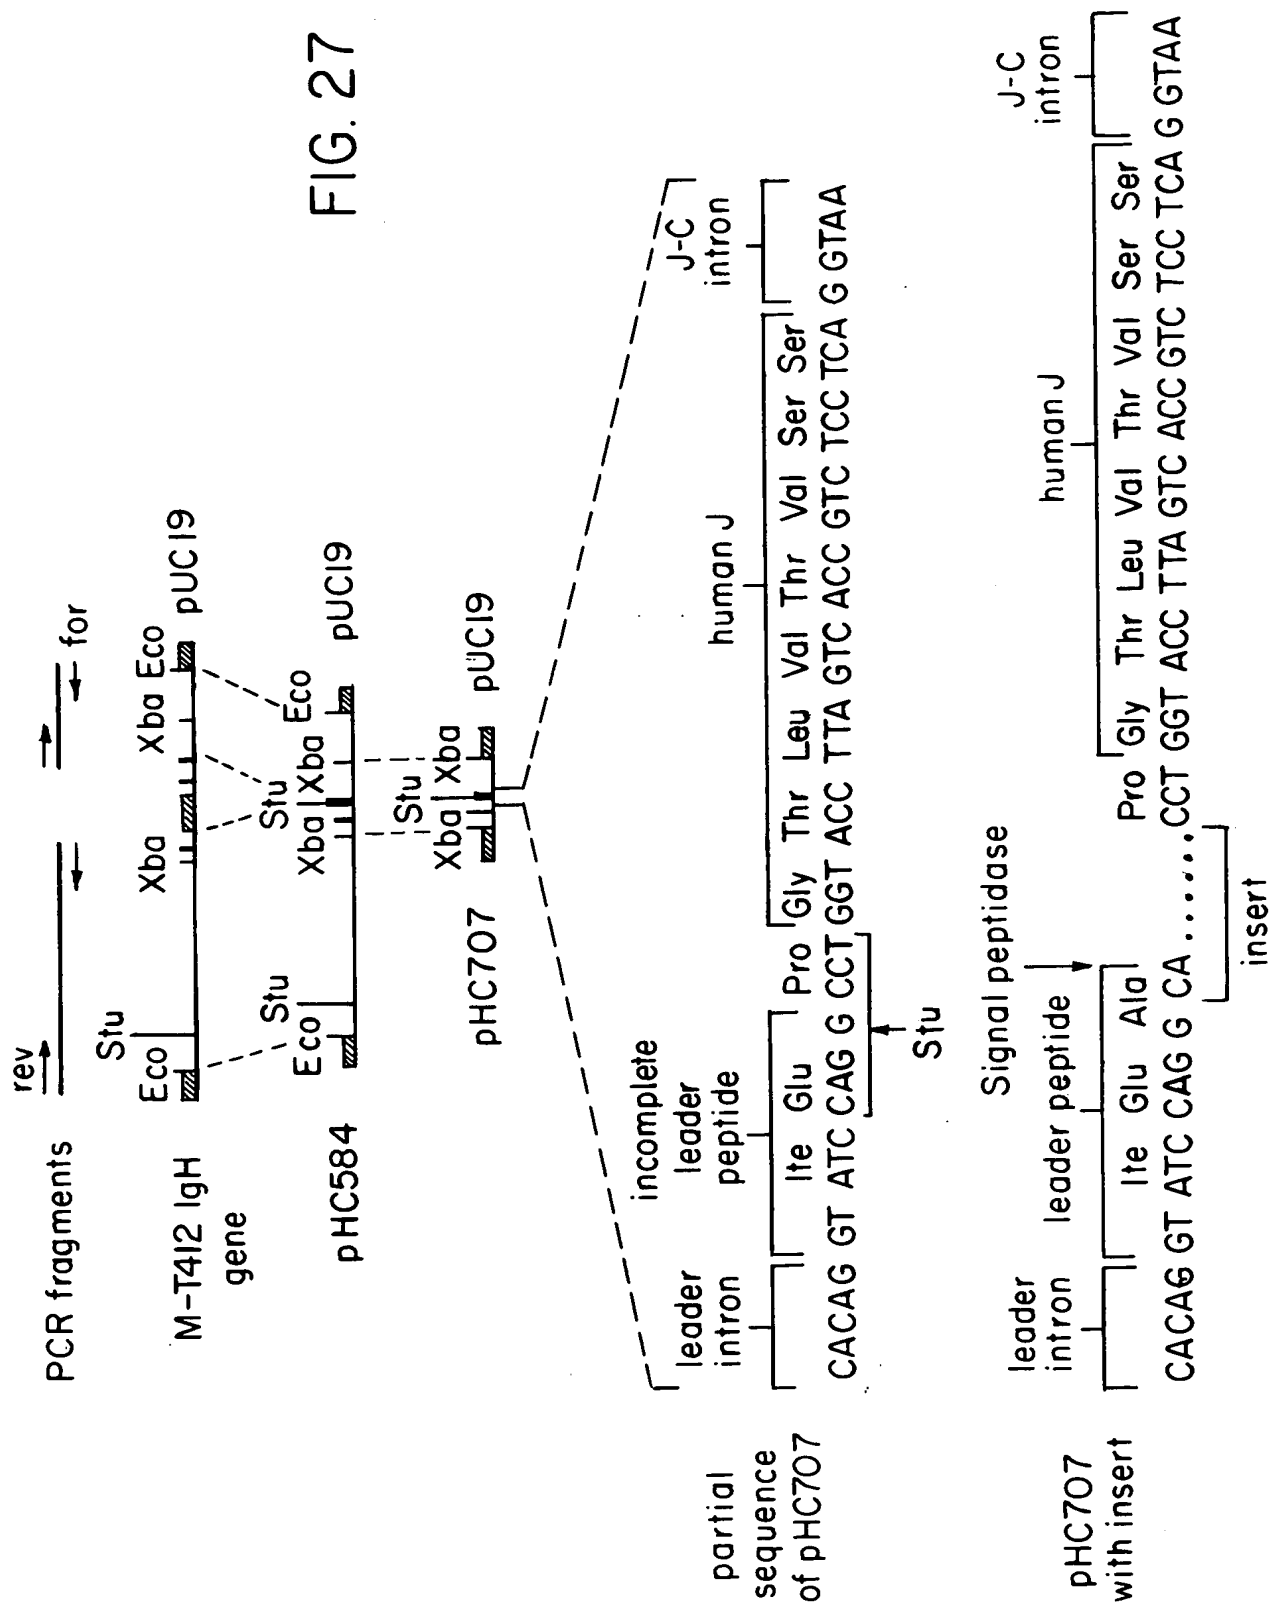 FIG. 27
PCR fragments
rev
for
M-T412 IgH
gene
Eco
Stu
Xba
Xba
Eco
pUC19
pHC584
Eco
Stu
Xba
Stu
Xba
Eco
pUC19
pHC707
Xba
Stu
Xba
pUC19
partial
sequence
of pHC707
leader
intron
incomplete
leader
peptide
human J
J-C
intron
Ite Glu Pro Gly Thr Leu Val Thr Val Ser Ser
CACAG GT ATC CAG G CCT GGT ACC TTA GTC ACC GTC TCC TCA G GTAA
Stu
pHC707
with insert
leader
intron
leader peptide
Signal peptidase
human J
J-C
intron
Ite Glu Ala Pro Gly Thr Leu Val Thr Val Ser Ser
CACAG GT ATC CAG G CA.......CCT GGT ACC TTA GTC ACC GTC TCC TCA G GTAA
insert